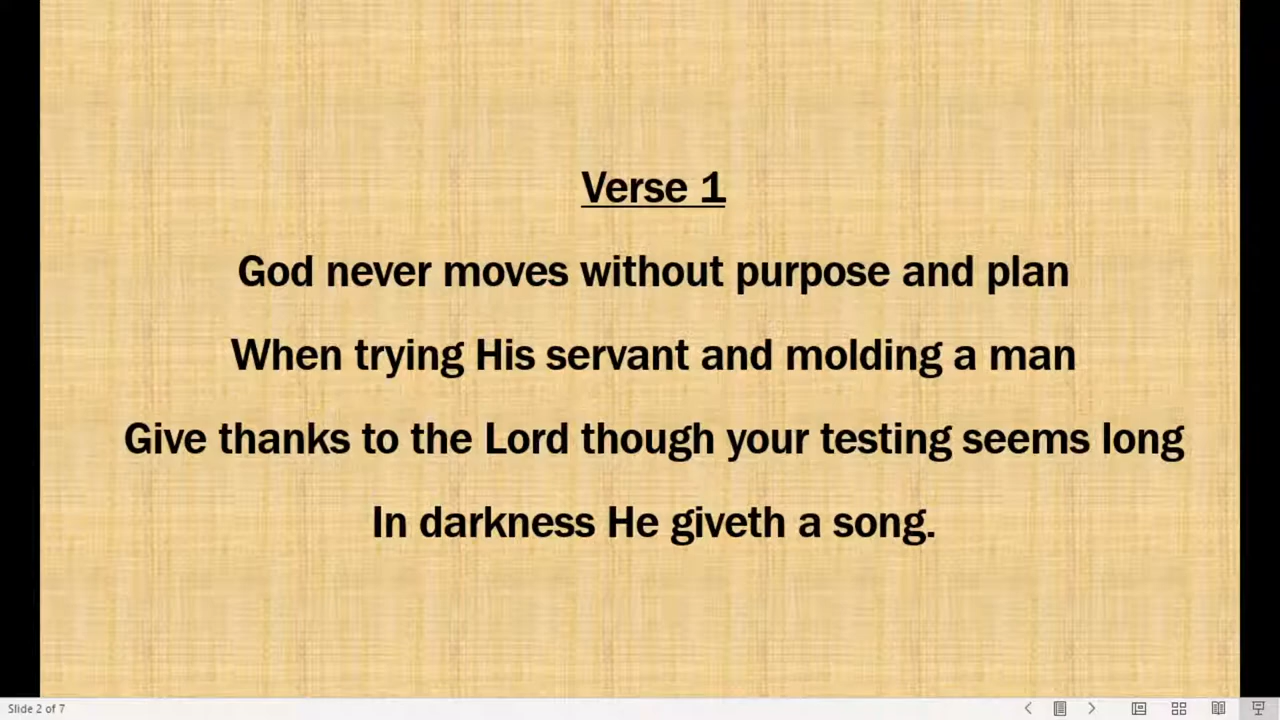 Verse 1
God never moves without purpose and plan
When trying His servant and molding a man
Give thanks to the Lord though your testing seems long
In darkness He giveth a song.
Slide 2 of 7